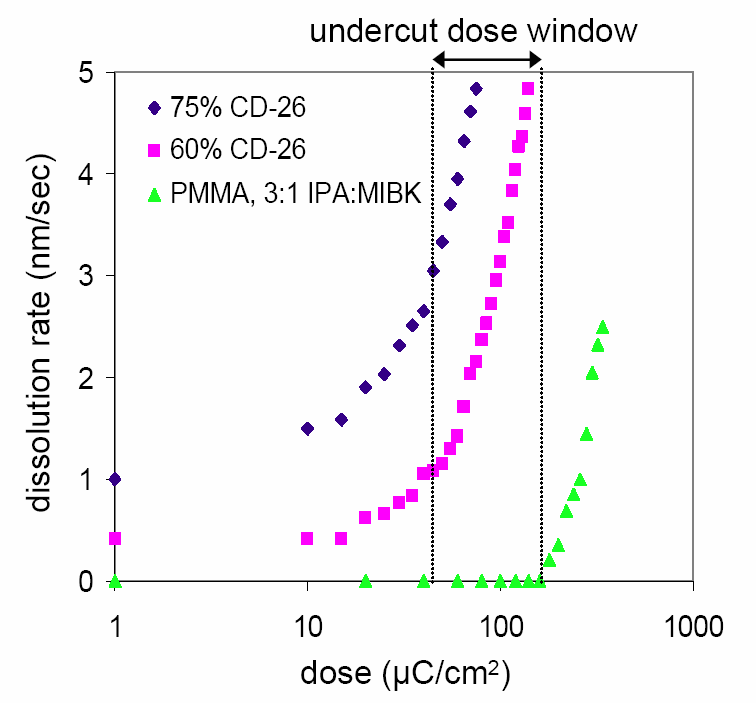 undercut dose window
5
75% CD-26
60% CD-26
PMMA, 3:1 IPA:MIBK
4
3
2
1
0
dissolution rate (nm/sec)
1 10 100 1000
dose (µC/cm²)